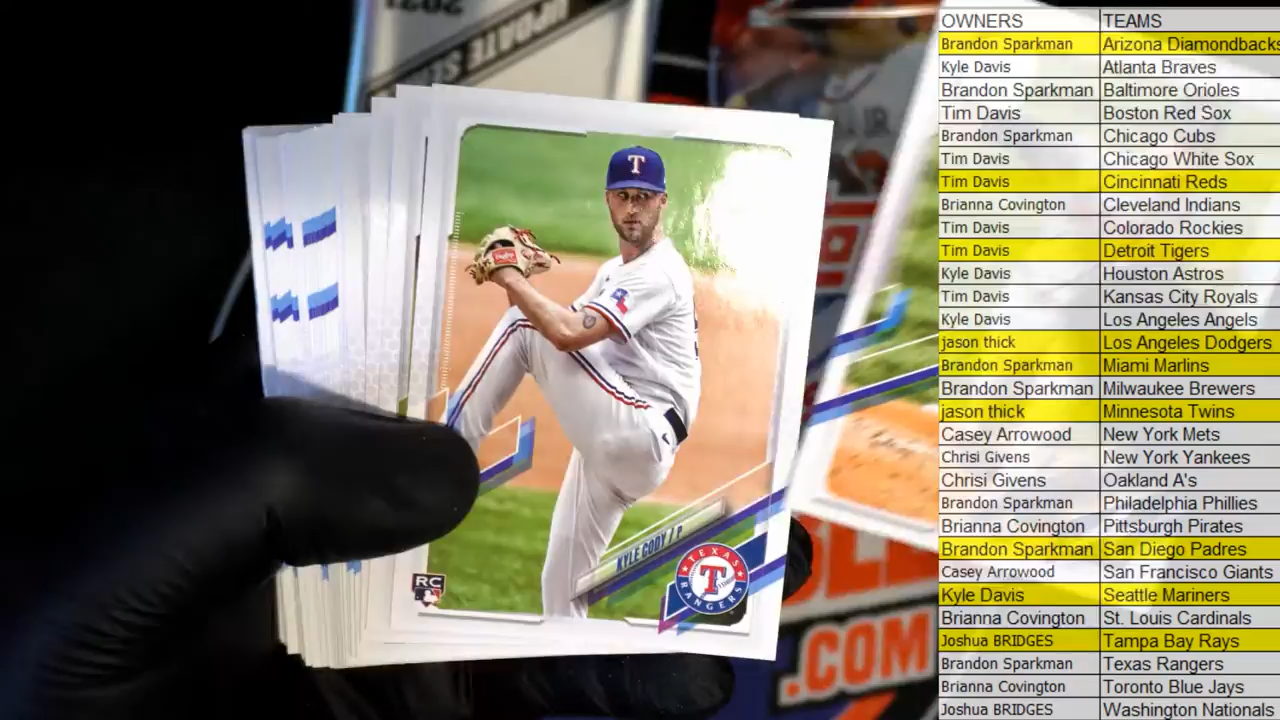 2021
UPDATE SE
T
KYLE CODY / P
TEXAS
T
RANGERS
RC
.COM
OWNERS TEAMS
Brandon Sparkman Arizona Diamondbacks
Kyle Davis Atlanta Braves
Brandon Sparkman Baltimore Orioles
Tim Davis Boston Red Sox
Brandon Sparkman Chicago Cubs
Tim Davis Chicago White Sox
Tim Davis Cincinnati Reds
Brianna Covington Cleveland Indians
Tim Davis Colorado Rockies
Tim Davis Detroit Tigers
Kyle Davis Houston Astros
Tim Davis Kansas City Royals
Kyle Davis Los Angeles Angels
jason thick Los Angeles Dodgers
Brandon Sparkman Miami Marlins
Brandon Sparkman Milwaukee Brewers
jason thick Minnesota Twins
Casey Arrowood New York Mets
Chrisi Givens New York Yankees
Chrisi Givens Oakland A's
Brandon Sparkman Philadelphia Phillies
Brianna Covington Pittsburgh Pirates
Brandon Sparkman San Diego Padres
Casey Arrowood San Francisco Giants
Kyle Davis Seattle Mariners
Brianna Covington St. Louis Cardinals
Joshua BRIDGES Tampa Bay Rays
Brandon Sparkman Texas Rangers
Brianna Covington Toronto Blue Jays
Joshua BRIDGES Washington Nationals